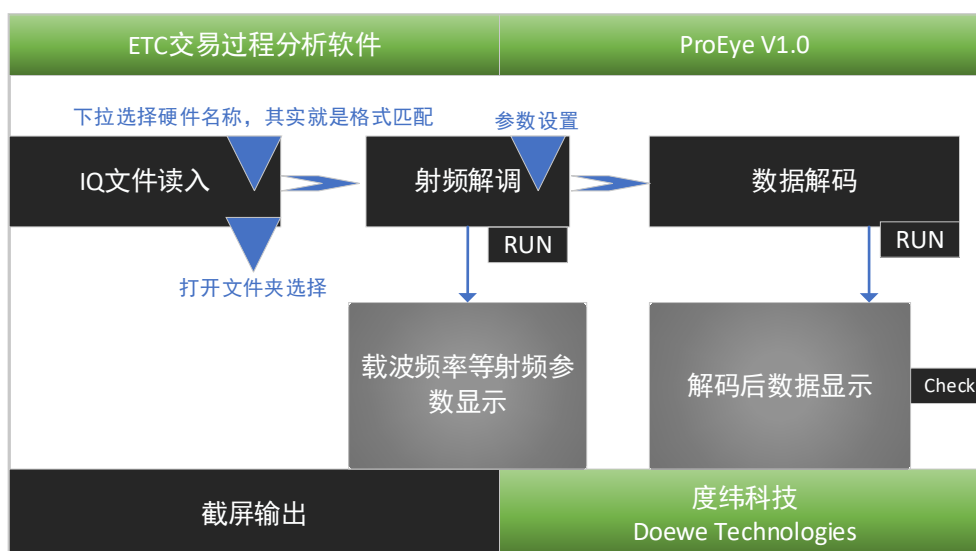 ETC交易过程分析软件
ProEye V1.0
下拉选择硬件名称，其实就是格式匹配
参数设置
IQ文件读入
射频解调
数据解码
RUN
RUN
打开文件夹选择
载波频率等射频参
数显示
解码后数据显示
Check
截屏输出
度纬科技
Doewe Technologies